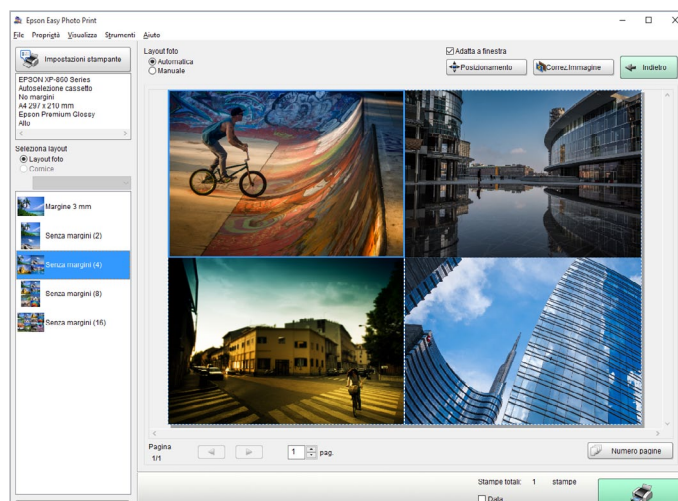 Epson Easy Photo Print
File Proprietà Visualizza Strumenti Aiuto
Impostazioni stampante
EPSON XP-860 Series
Autoselezione cassetto
No margini
A4 297 x 210 mm
Epson Premium Glossy
Alto
Seleziona layout
Layout foto
Cornice
Margine 3 mm
Senza margini (2)
Senza margini (4)
Senza margini (8)
Senza margini (16)
Layout foto
Automatica
Manuale
Adatta a finestra
Posizionamento
Correz.Immagine
Indietro
Pagina
1/1
1 pag.
Numero pagine
Stampe totali: 1 stampe
Data